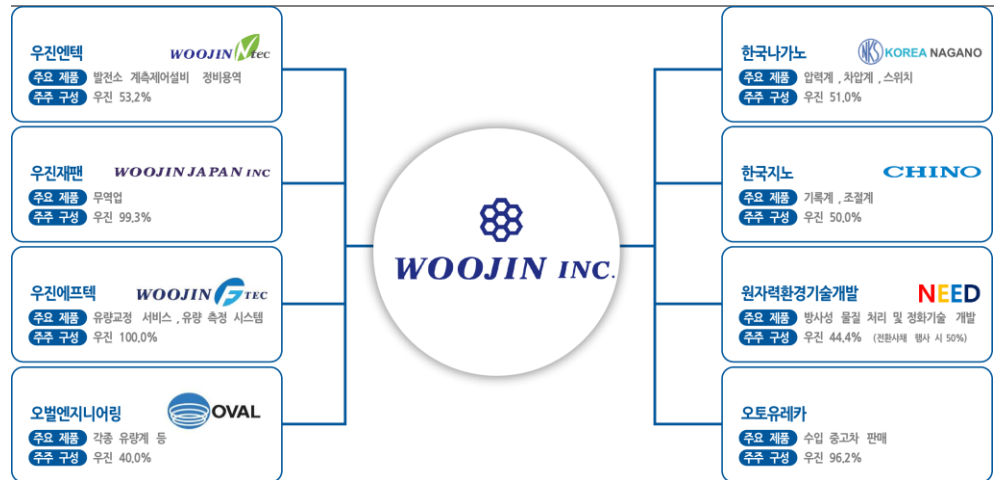 우진엔텍 WOOJIN Ntec
주요 제품 발전소 계측제어설비 정비용역
주주 구성 우진 53.2%
우진재팬 WOOJIN JAPAN INC
주요 제품 무역업
주주 구성 우진 99.3%
우진에프텍 WOOJIN F TEC
주요 제품 유량교정 서비스 , 유량 측정 시스템
주주 구성 우진 100.0%
오벌엔지니어링 OVAL
주요 제품 각종 유량계 등
주주 구성 우진 40.0%
WOOJIN INC.
한국나가노 NKS KOREA NAGANO
주요 제품 압력계 , 차압계 , 스위치
주주 구성 우진 51.0%
한국지노 CHINO
주요 제품 기록계 , 조절계
주주 구성 우진 50.0%
원자력환경기술개발 NEED
주요 제품 방사성 물질 처리 및 정화기술 개발
주주 구성 우진 44.4% (전환사채 행사 시 50%)
오토유레카
주요 제품 수입 중고차 판매
주주 구성 우진 96.2%